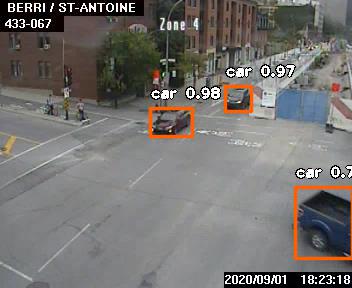 BERRI / ST-ANTOINE
433-067
Zone 4
car 0.97
car 0.98
car 0.7
2020/09/01 18:23:18